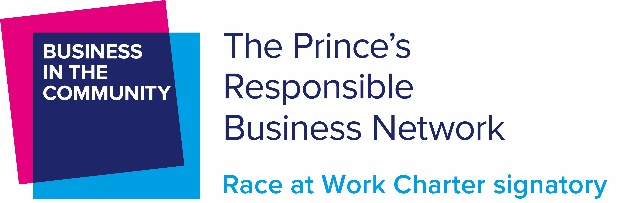 BUSINESS
IN THE
COMMUNITY
The Prince's
Responsible
Business Network
Race at Work Charter signatory